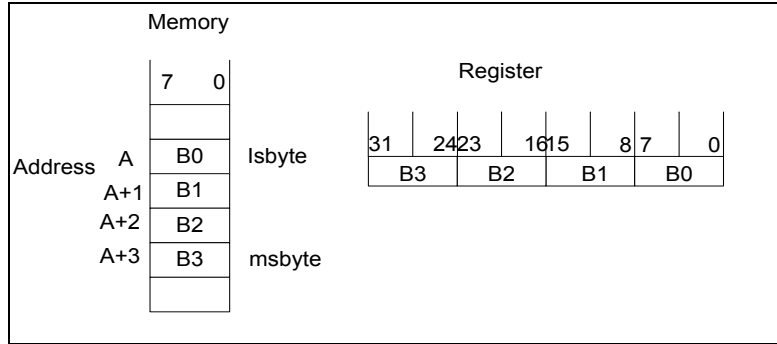 Memory
7 0
Register
31 24 23 16 15 8 7 0
B3 B2 B1 B0
Address A B0 lsbyte
A+1 B1
A+2 B2
A+3 B3 msbyte